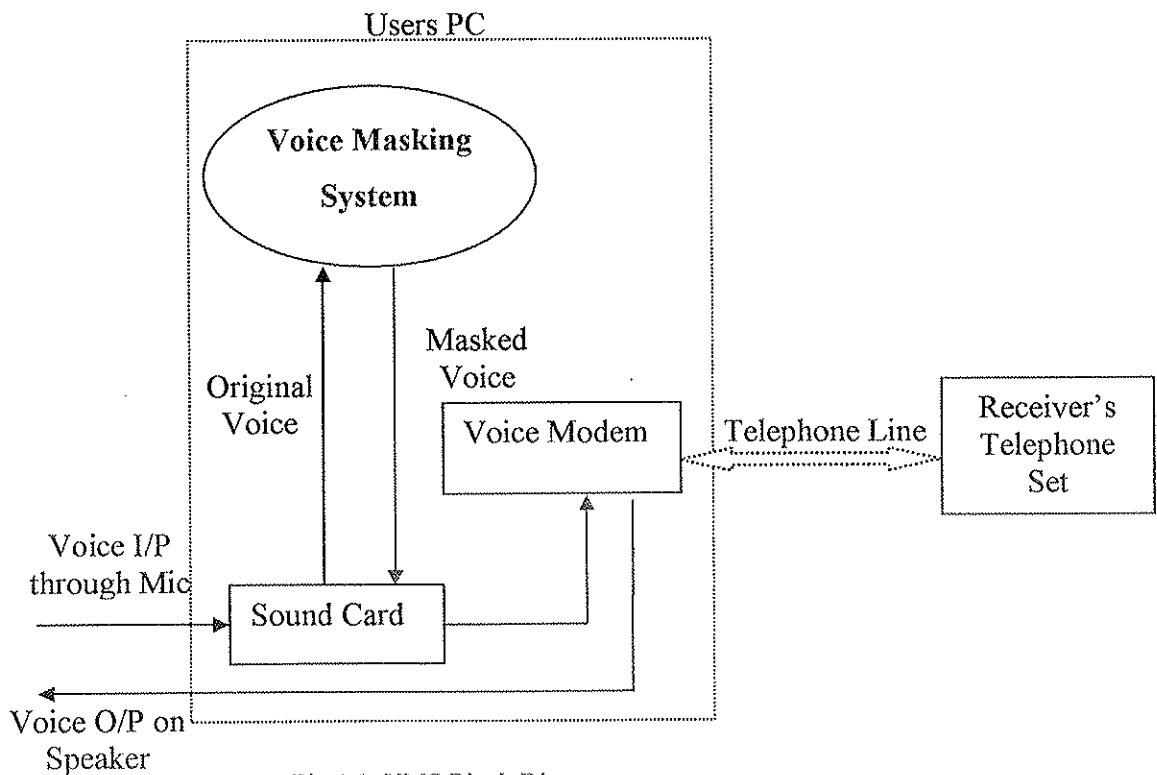 Users PC
Voice Masking
System
Original
Voice
Masked
Voice
Voice Modem
Telephone Line
Receiver's
Telephone
Set
Voice I/P
through Mic
Sound Card
Voice O/P on
Speaker